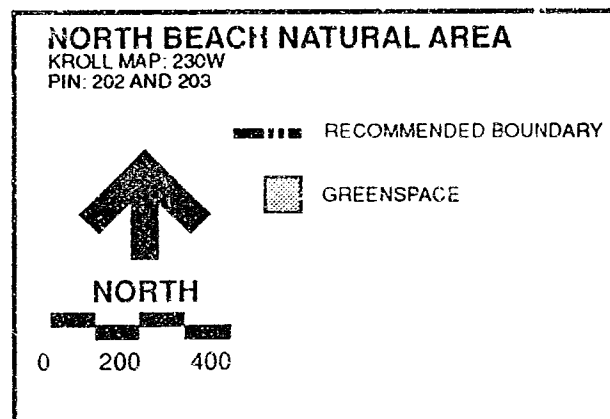 NORTH BEACH NATURAL AREA
KROLL MAP: 230W
PIN: 202 AND 203
RECOMMENDED BOUNDARY
GREENSPACE
NORTH
0 200 400